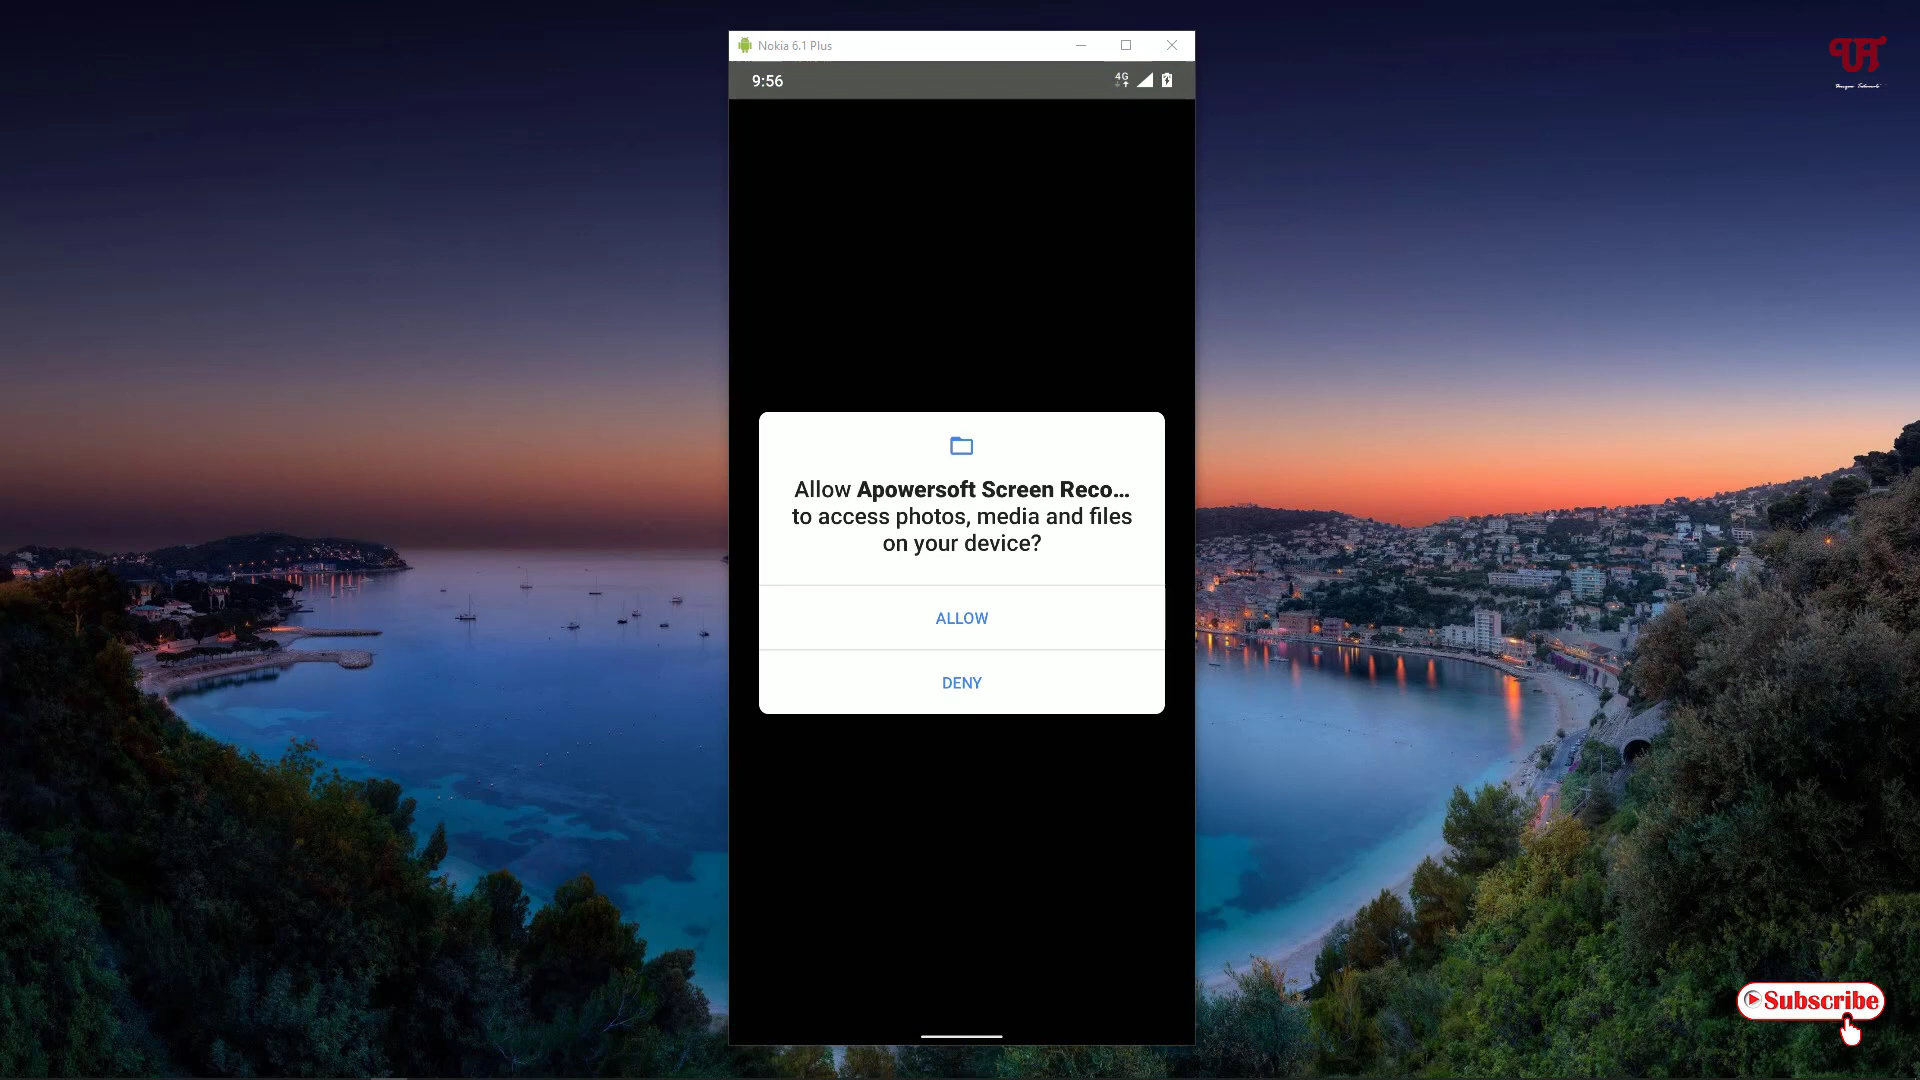 Nokia 6.1 Plus
9:56
4G
Allow Apowersoft Screen Reco...
to access photos, media and files
on your device?
ALLOW
DENY
UT
Subscribe